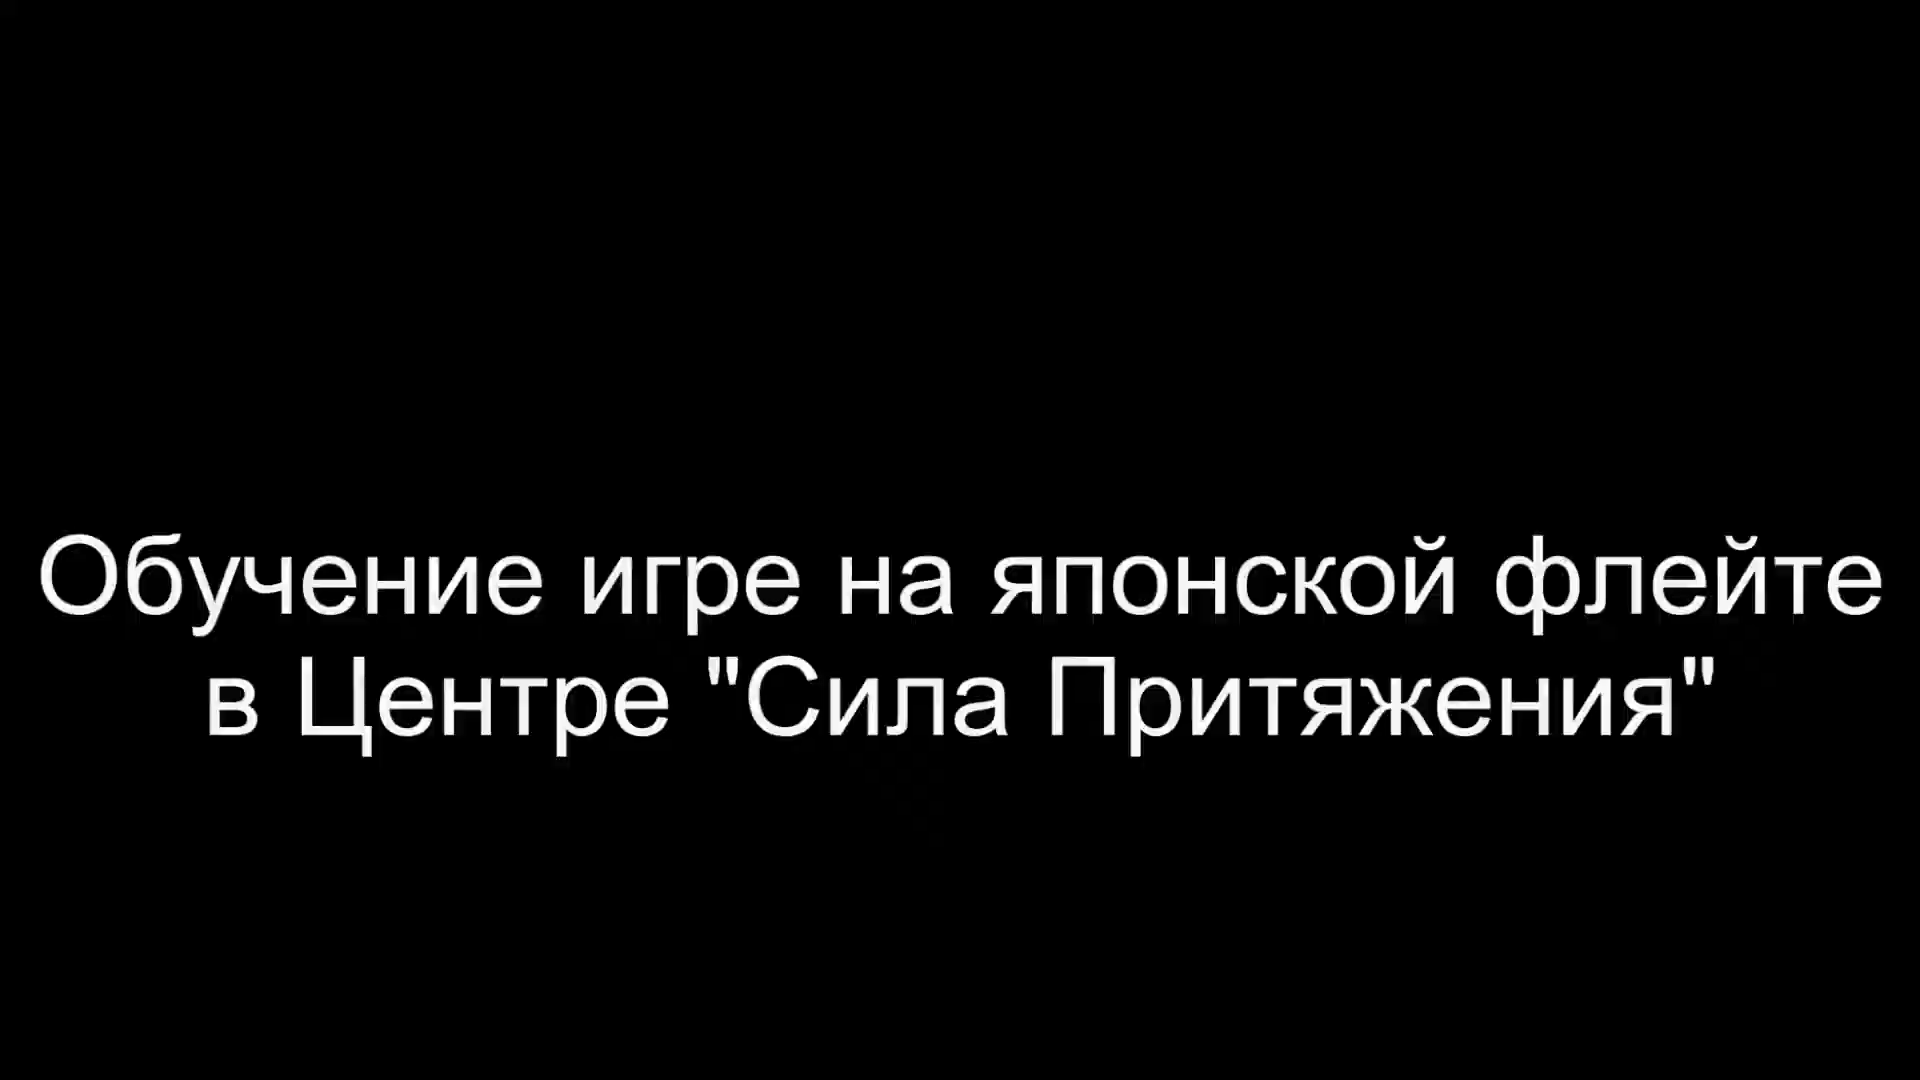 Обучение игре на японской флейте
в Центре "Сила Притяжения"